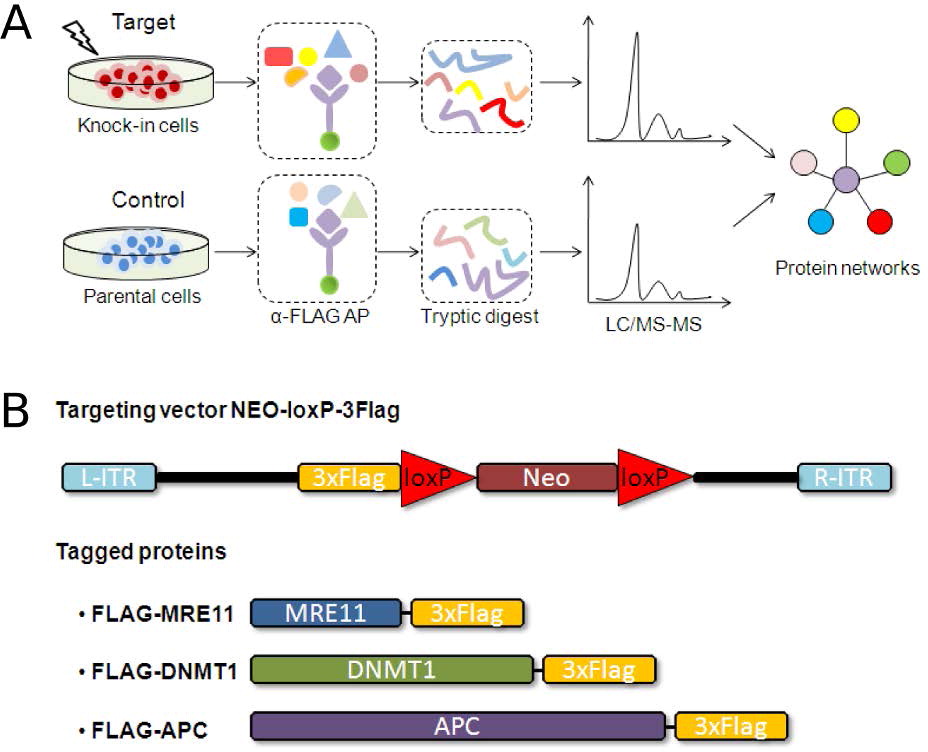 A
Target
Knock-in cells
Control
Parental cells
α-FLAG AP
Tryptic digest
LC/MS-MS
Protein networks
B
Targeting vector NEO-loxP-3Flag
L-ITR 3xFlag loxP Neo loxP R-ITR
Tagged proteins
• FLAG-MRE11 MRE11 3xFlag
• FLAG-DNMT1 DNMT1 3xFlag
• FLAG-APC APC 3xFlag